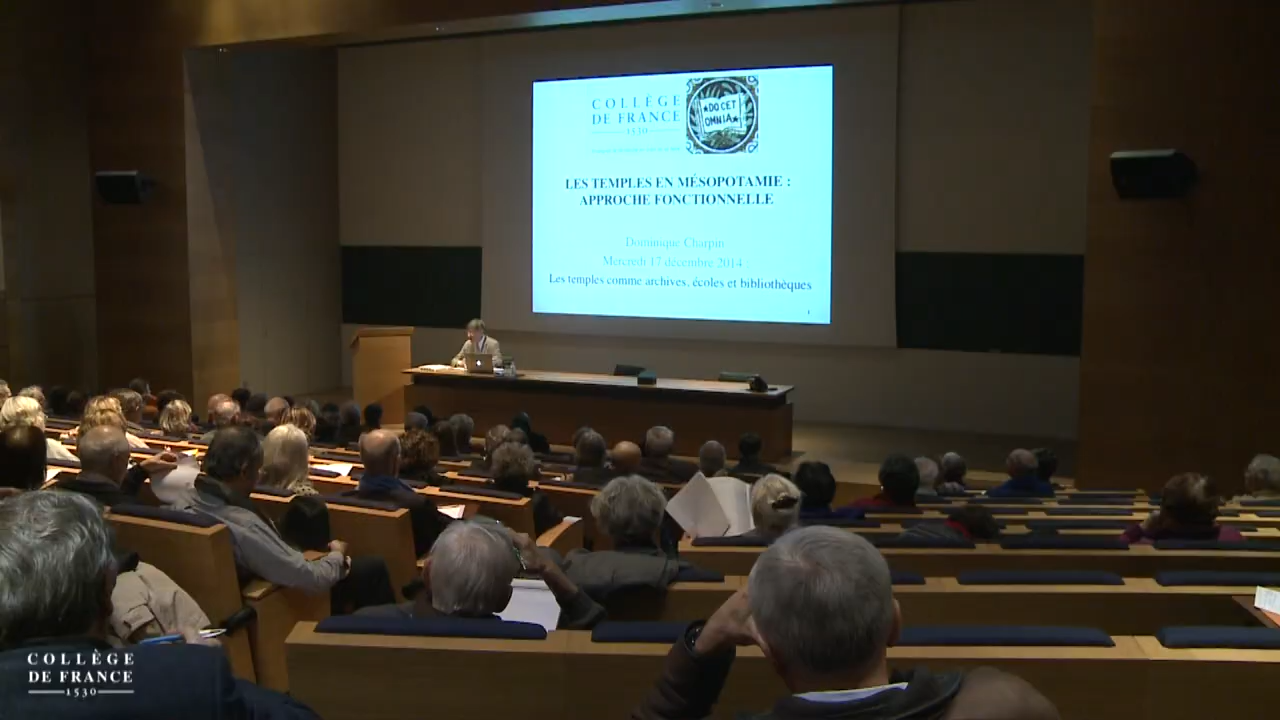 COLLÈGE
DE FRANCE
1530
★DOCET
OMNIA★
LES TEMPLES EN MÉSOPOTAMIE :
APPROCHE FONCTIONNELLE
Dominique Charpin
Mercredi 17 décembre 2014 :
Les temples comme archives, écoles et bibliothèques
1
COLLÈGE
DE FRANCE
1530